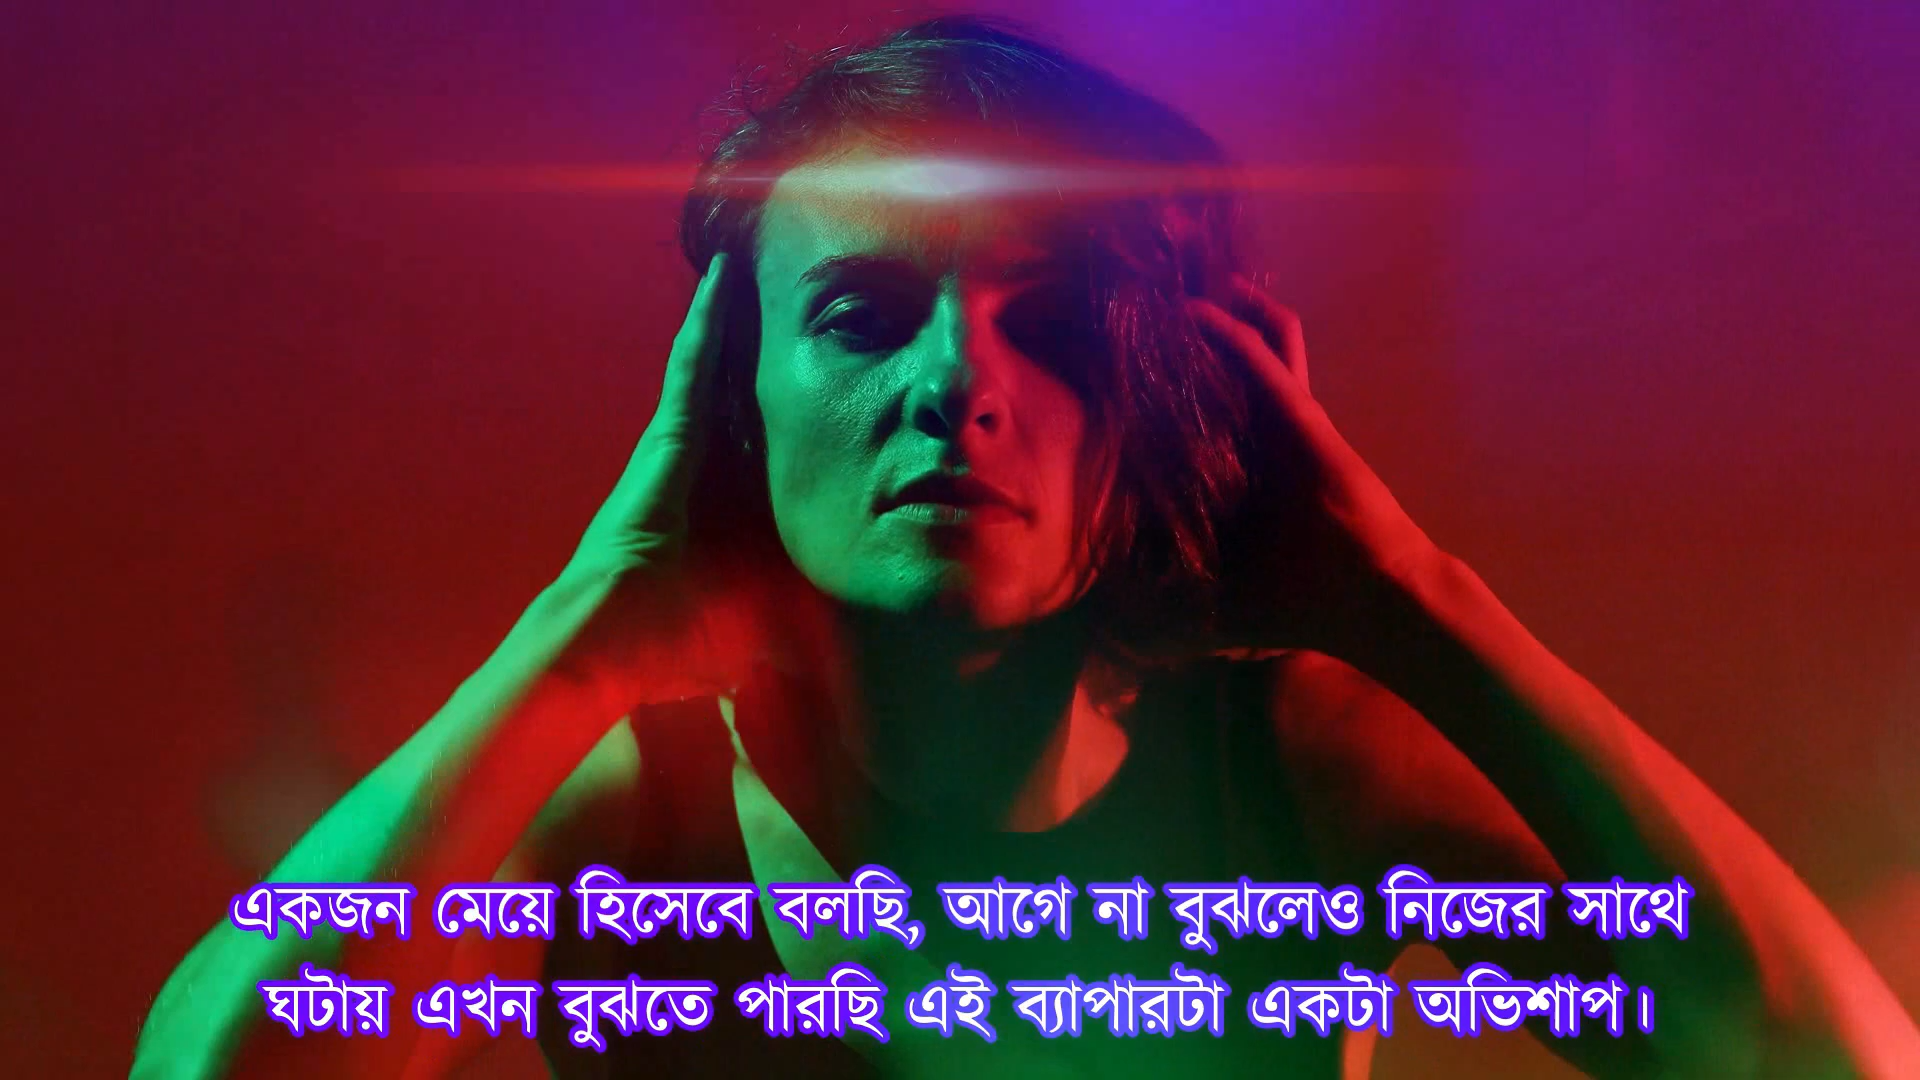 একজন মেয়ে হিসেবে বলছি, আগে না বুঝলেও নিজের সাথে
ঘটায় এখন বুঝতে পারছি এই ব্যাপারটা একটা অভিশাপ।